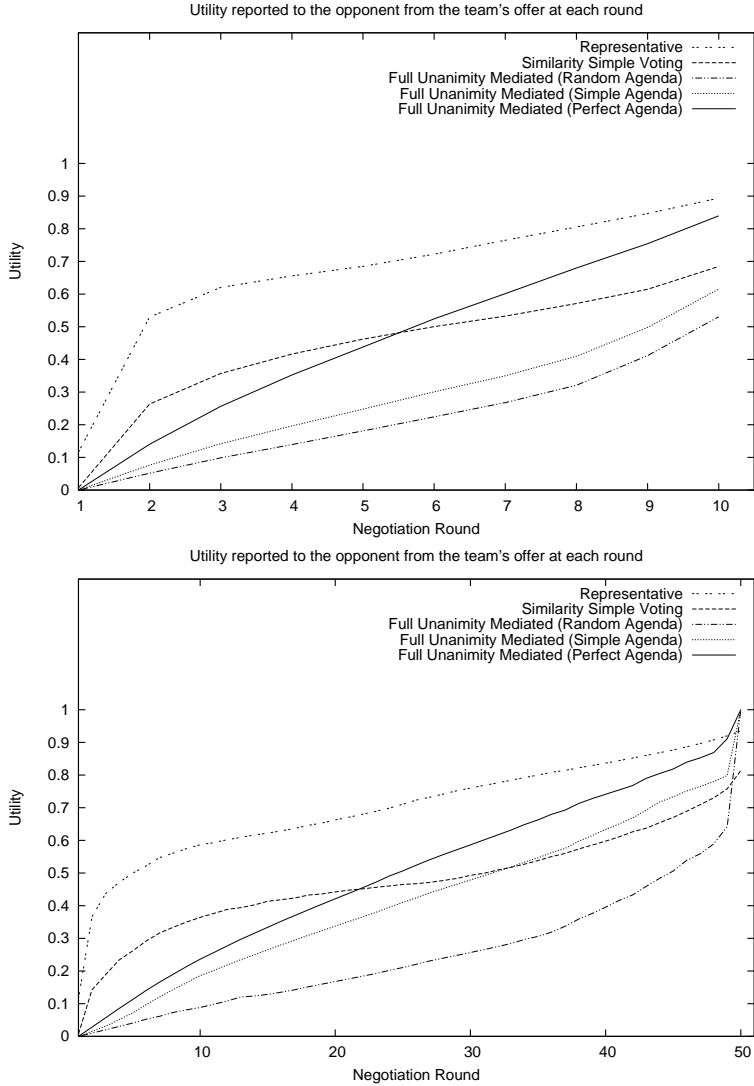 Utility reported to the opponent from the team's offer at each round
Representative
Similarity Simple Voting
Full Unanimity Mediated (Random Agenda)
Full Unanimity Mediated (Simple Agenda)
Full Unanimity Mediated (Perfect Agenda)
1
0.9
0.8
0.7
0.6
0.5
0.4
0.3
0.2
0.1
0
Utility
1 2 3 4 5 6 7 8 9 10
Negotiation Round
Utility reported to the opponent from the team's offer at each round
Representative
Similarity Simple Voting
Full Unanimity Mediated (Random Agenda)
Full Unanimity Mediated (Simple Agenda)
Full Unanimity Mediated (Perfect Agenda)
1
0.9
0.8
0.7
0.6
0.5
0.4
0.3
0.2
0.1
0
Utility
10 20 30 40 50
Negotiation Round